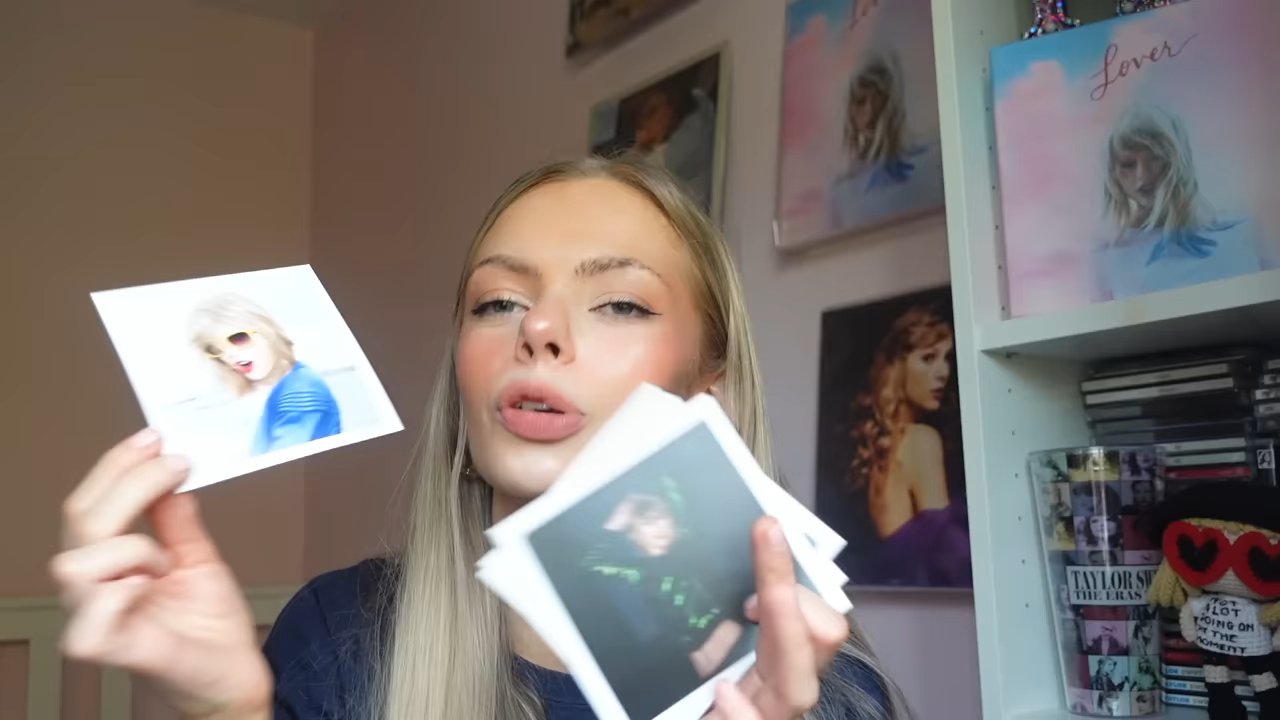 Lover
TAYLOR SW
THE ERAS
NOT
A LOT
GOING ON
AT THE
MOMENT